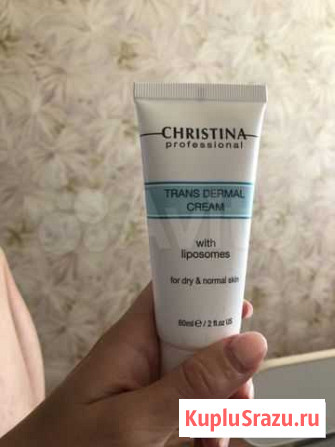 CHRISTINA
professional
TRANS DERMAL
CREAM
with
liposomes
for dry & normal skin
60ml e / 2 fl oz US
KupluSrazu.ru